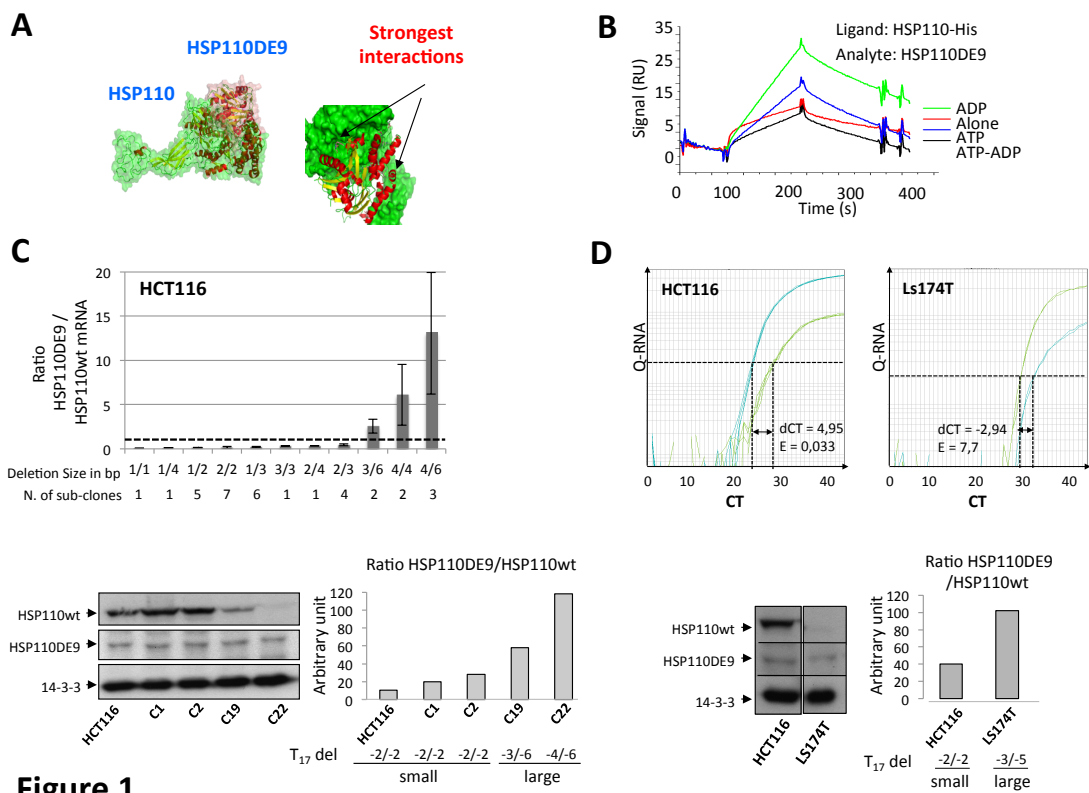 A
HSP110
HSP110DE9
Strongest
interactions
B
Ligand: HSP110-His
Analyte: HSP110DE9
Signal (RU)
35
25
15
5
0
0
100
200
300
400
Time (s)
ADP
Alone
ATP
ATP-ADP
C
HCT116
Ratio
HSP110DE9 /
HSP110wt mRNA
20
15
10
5
0
Deletion Size in bp 1/1 1/4 1/2 2/2 1/3 3/3 2/4 2/3 3/6 4/4 4/6
N. of sub-clones 1 1 5 7 6 1 1 4 2 2 3
HSP110wt
HSP110DE9
14-3-3
HCT116 C1 C2 C19 C22
Ratio HSP110DE9/HSP110wt
Arbitrary unit
120
100
80
60
40
20
0
HCT116 C1 C2 C19 C22
T17 del -2/-2 -2/-2 -2/-2 -3/-6 -4/-6
small large
D
HCT116
Q-RNA
dCT = 4,95
E = 0,033
0 10 20 30 40
CT
Ls174T
Q-RNA
dCT = -2,94
E = 7,7
0 10 20 30 40
CT
HSP110wt
HSP110DE9
14-3-3
HCT116 LS174T
Ratio HSP110DE9
/HSP110wt
Arbitrary unit
120
100
80
60
40
20
0
HCT116 LS174T
T17 del -2/-2 -3/-5
small large
Figure 1